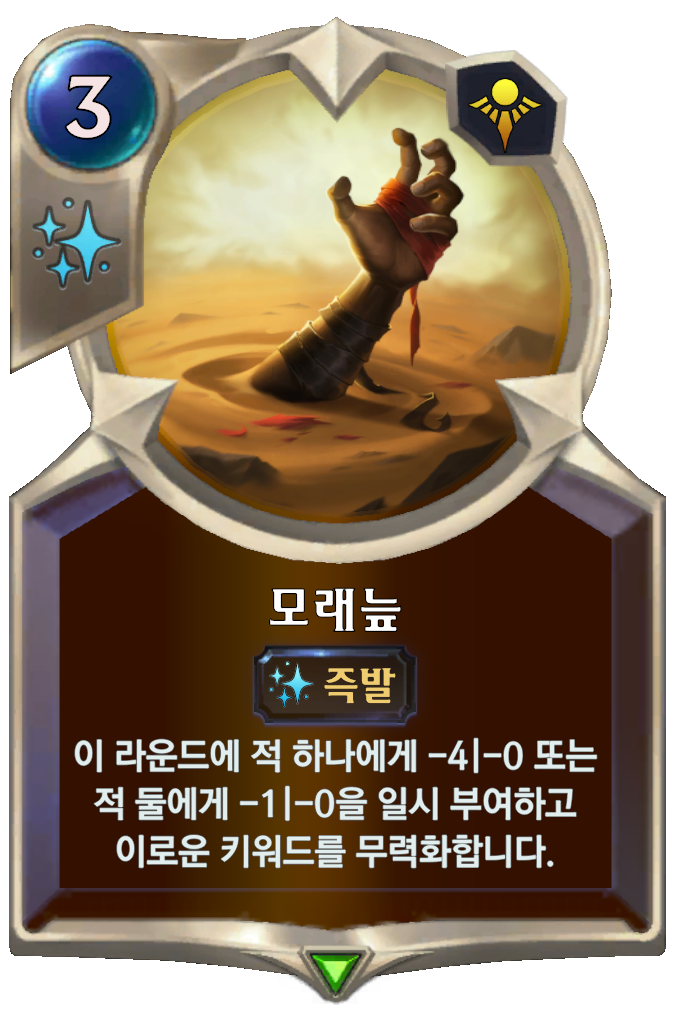 3
모래늪
즉발
이 라운드에 적 하나에게 -4|-0 또는
적 둘에게 -1|-0을 일시 부여하고
이로운 키워드를 무력화합니다.